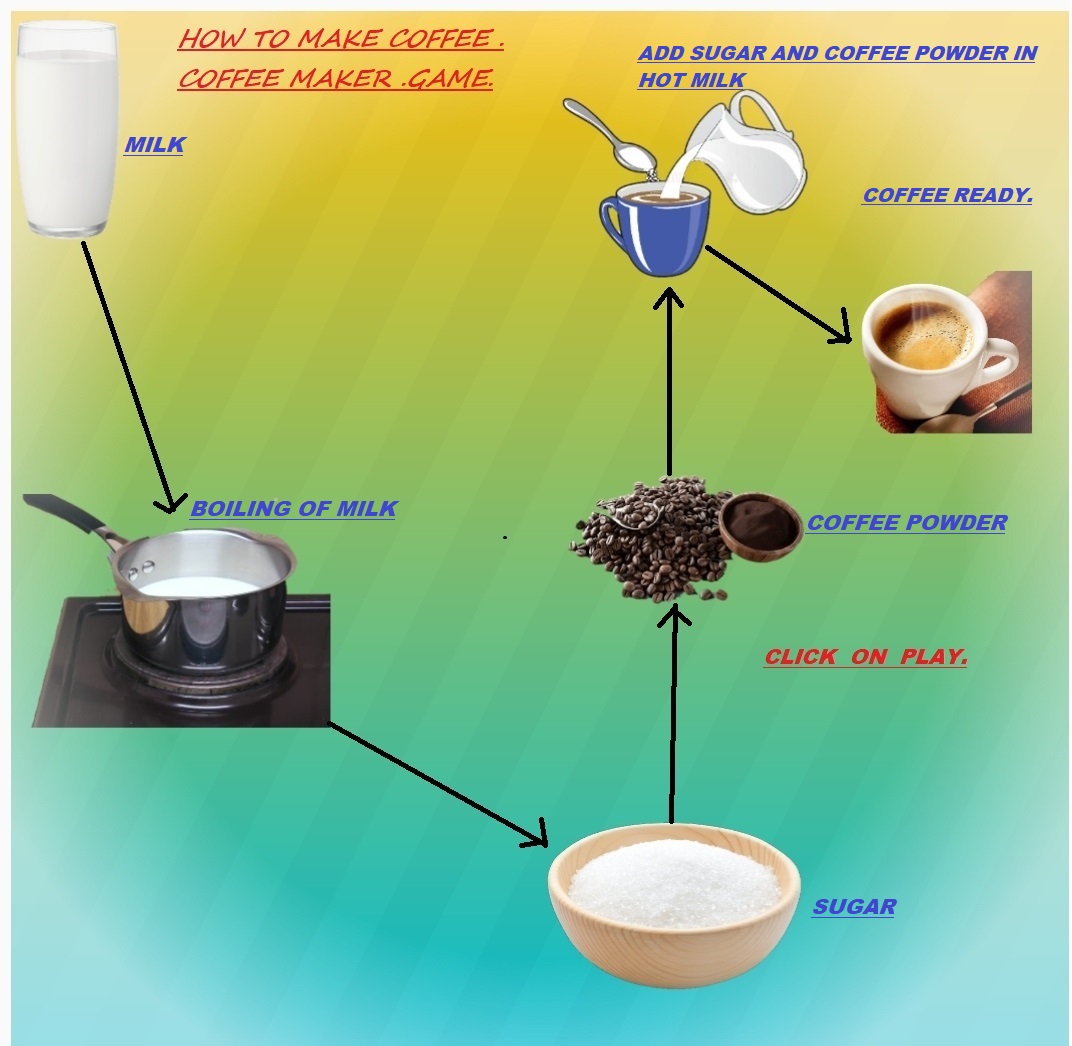 HOW TO MAKE COFFEE .
COFFEE MAKER .GAME.
ADD SUGAR AND COFFEE POWDER IN
HOT MILK
MILK
COFFEE READY.
BOILING OF MILK
COFFEE POWDER
CLICK ON PLAY.
SUGAR